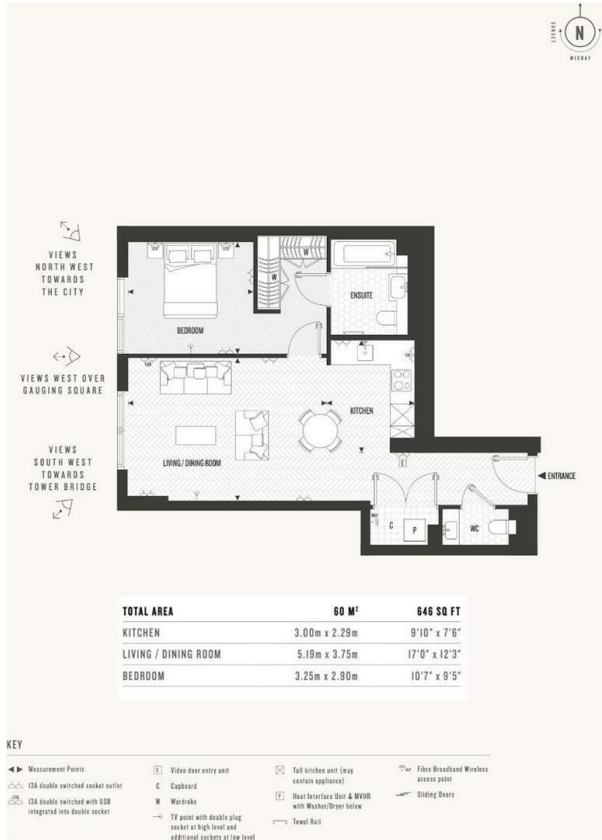 SUNSET
N
MIDDAY
VIEWS
NORTH WEST
TOWARDS
THE CITY
W
W
ENSUITE
BEDROOM
VIEWS WEST OVER
GAUGING SQUARE
KITCHEN
VIEWS
SOUTH WEST
TOWARDS
TOWER BRIDGE
LIVING / DINING ROOM
E
ENTRANCE
C
P
WC
TOTAL AREA 60 M² 646 SQ FT
KITCHEN 3.00m x 2.29m 9'10" x 7'6"
LIVING / DINING ROOM 5.19m x 3.75m 17'0" x 12'3"
BEDROOM 3.25m x 2.90m 10'7" x 9'5"
KEY
Measurement Points
13A double switched socket outlet
13A double switched with USB
integrated into double socket
E Video door entry unit
C Cupboard
W Wardrobe
TV point with double plug
socket at high level and
additional sockets at low level
Tall kitchen unit (may
contain appliance)
P Heat Interface Unit & MVHR
with Washer/Dryer below
Towel Rail
Fibre Broadband Wireless
access point
Sliding Doors